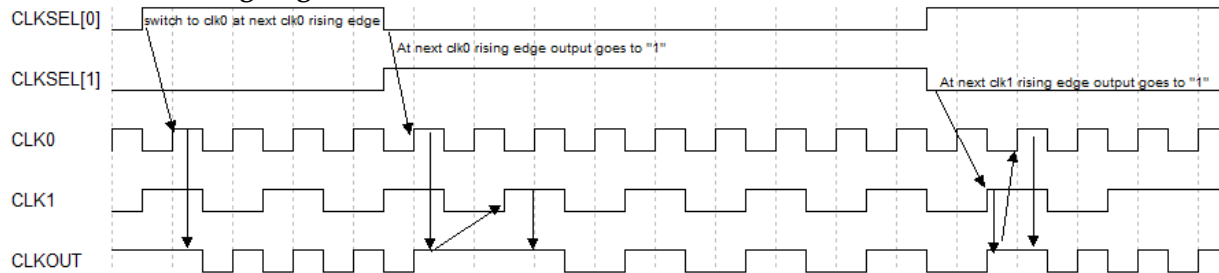 CLKSEL[0]
switch to clk0 at next clk0 rising edge
At next clk0 rising edge output goes to "1"
CLKSEL[1]
At next clk1 rising edge output goes to "1"
CLK0
CLK1
CLKOUT